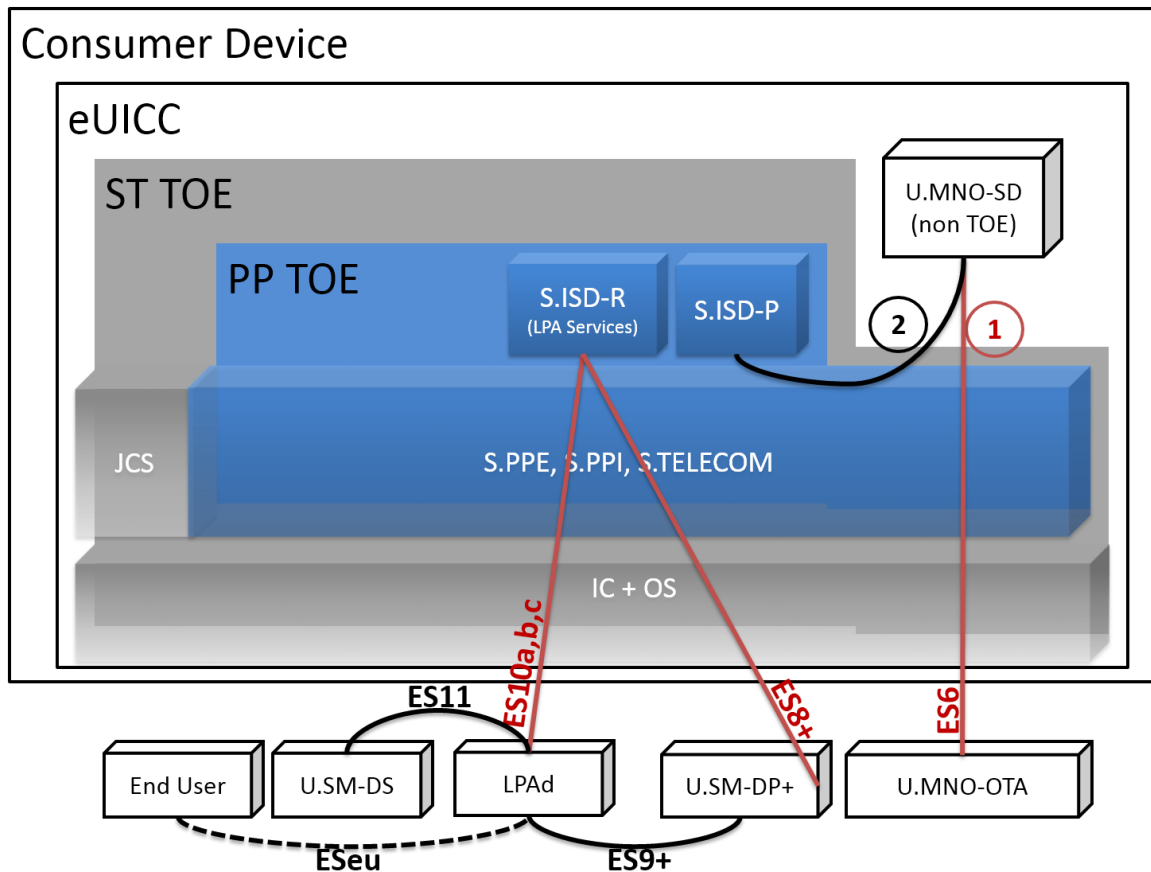 Consumer Device
eUICC
ST TOE
U.MNO-SD
(non TOE)
PP TOE
S.ISD-R
(LPA Services)
S.ISD-P
2
1
JCS
S.PPE, S.PPI, S.TELECOM
IC + OS
ES10a,b,c
ES8+
ES6
ES11
End User
U.SM-DS
LPAd
U.SM-DP+
U.MNO-OTA
ESeu
ES9+